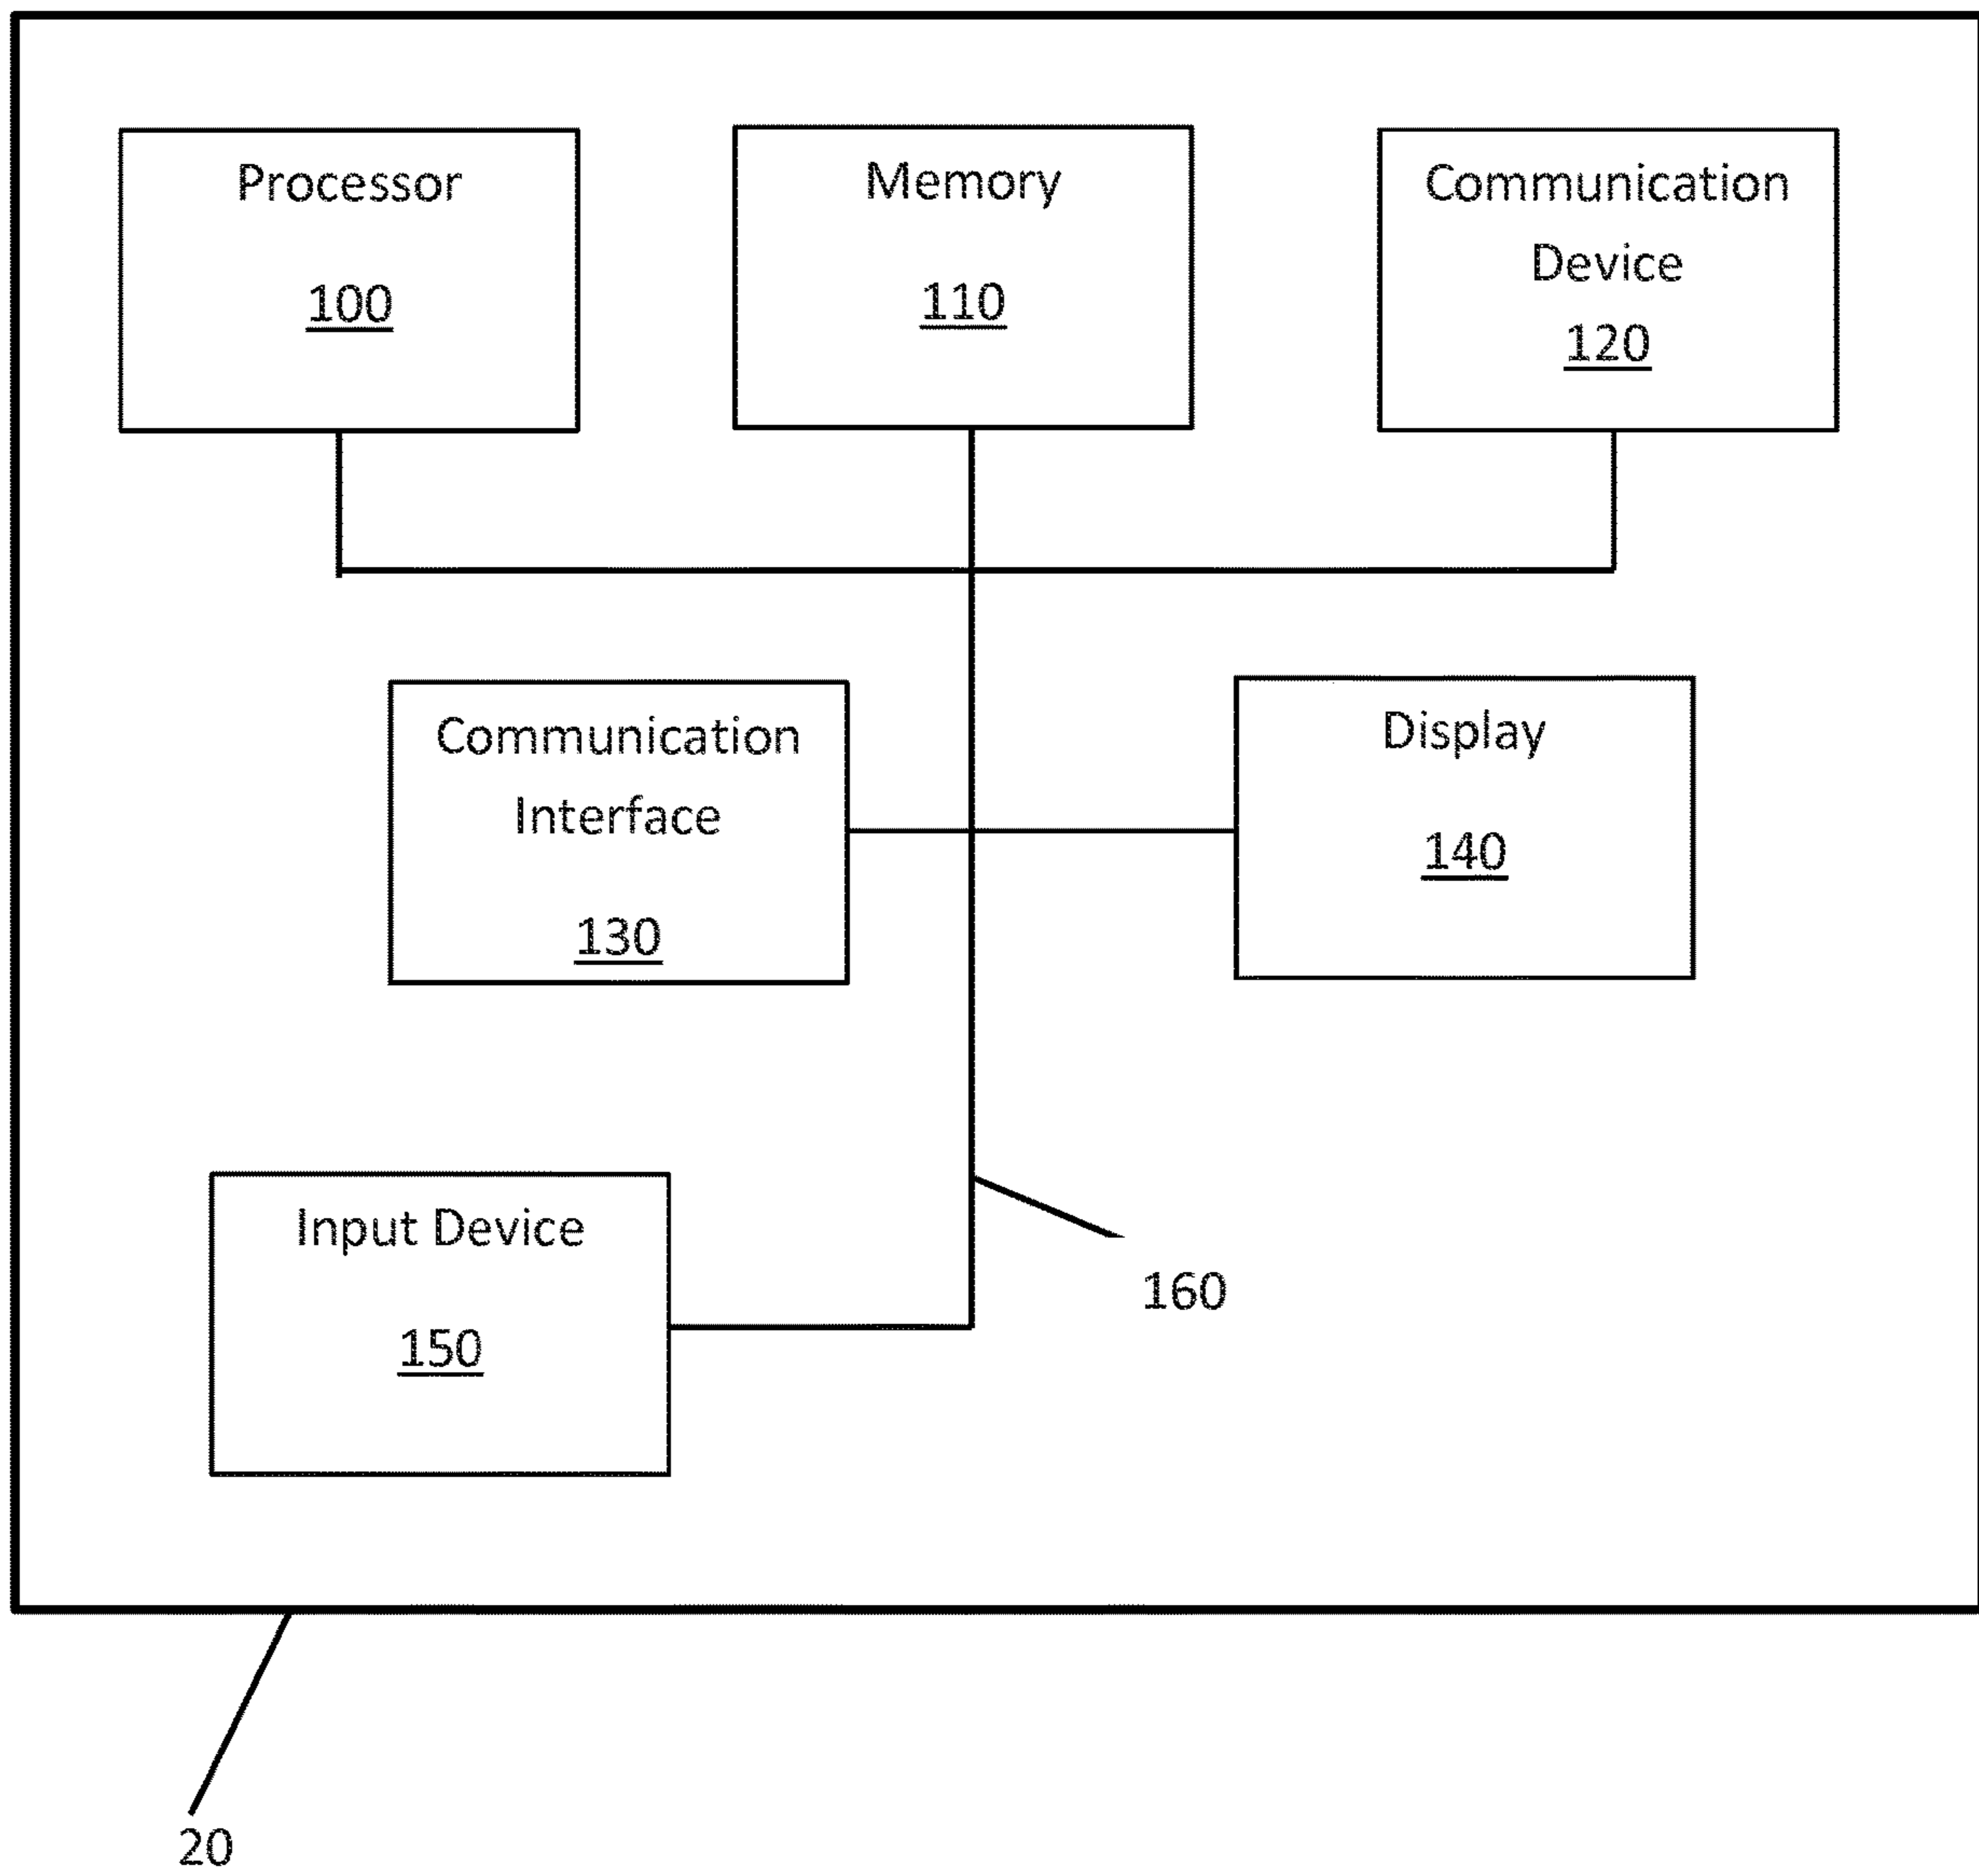 Processor
100
Memory
110
Communication
Device
120
Communication
Interface
130
Display
140
Input Device
150
160
20